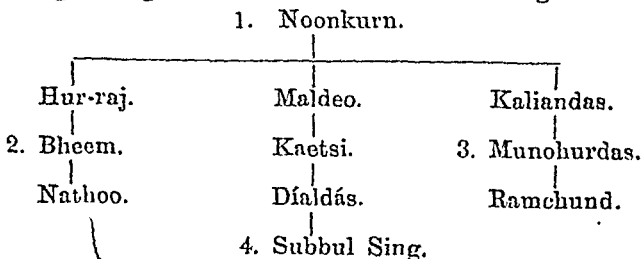 1. Noonkurn.
Hur-raj. Maldeo. Kaliandas.
2. Bheem. Kaetsi. 3. Munohurdas.
Nathoo. Díaldás. Ramchund.
4. Subbul Sing.